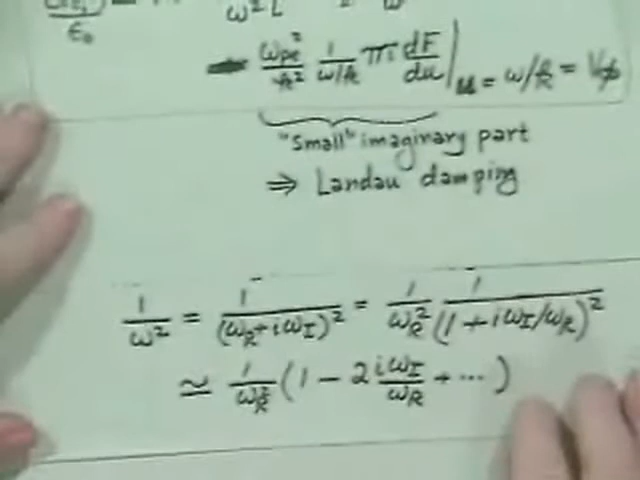 ε₀
ω² L
— ωpe²/k² 1/(ω/k) πi dF/du |u = ω/k = Vφ
"Small" imaginary part
⇒ Landau damping
1/ω² = 1/(ωR+iωI)² = 1/ωR² 1/(1+iωI/ωR)²
≃ 1/ωR² (1 − 2 iωI/ωR + ⋯ )